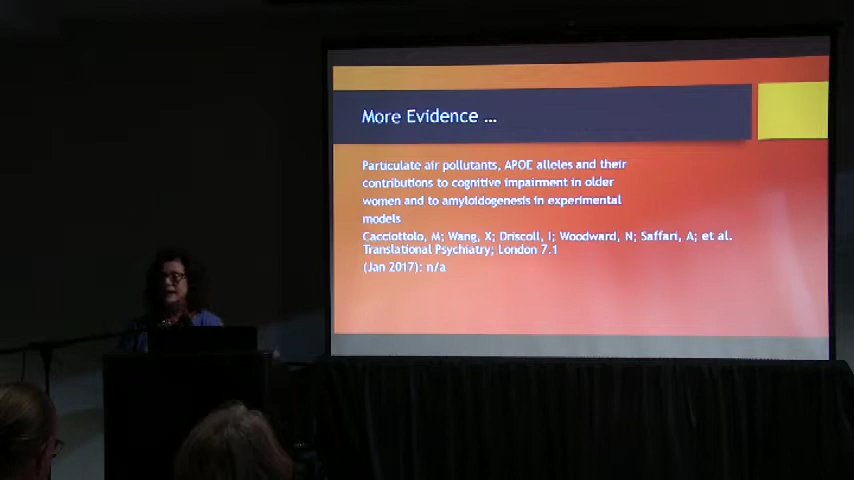 More Evidence ...
Particulate air pollutants, APOE alleles and their
contributions to cognitive impairment in older
women and to amyloidogenesis in experimental
models
Cacciottolo, M; Wang, X; Driscoll, I; Woodward, N; Saffari, A; et al.
Translational Psychiatry; London 7.1
(Jan 2017): n/a